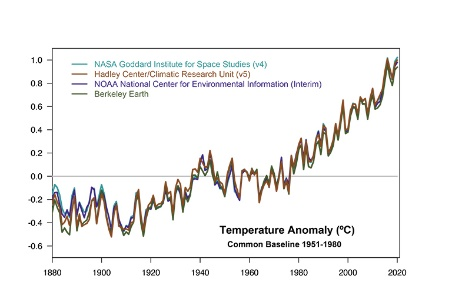 1.0
0.8
0.6
0.4
0.2
0.0
-0.2
-0.4
-0.6
NASA Goddard Institute for Space Studies (v4)
Hadley Center/Climatic Research Unit (v5)
NOAA National Center for Environmental Information (Interim)
Berkeley Earth
Temperature Anomaly (ºC)
Common Baseline 1951-1980
1880 1900 1920 1940 1960 1980 2000 2020